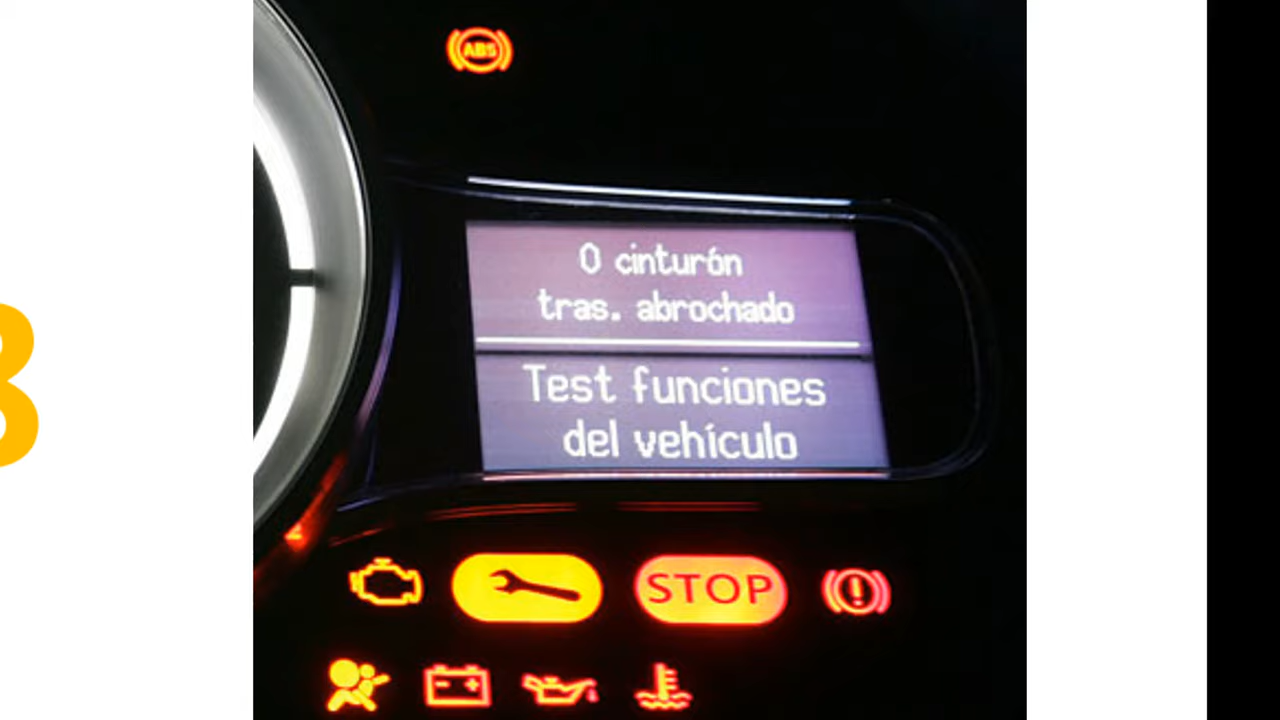 ABS
0 cinturón
tras. abrochado
Test funciones
del vehículo
STOP